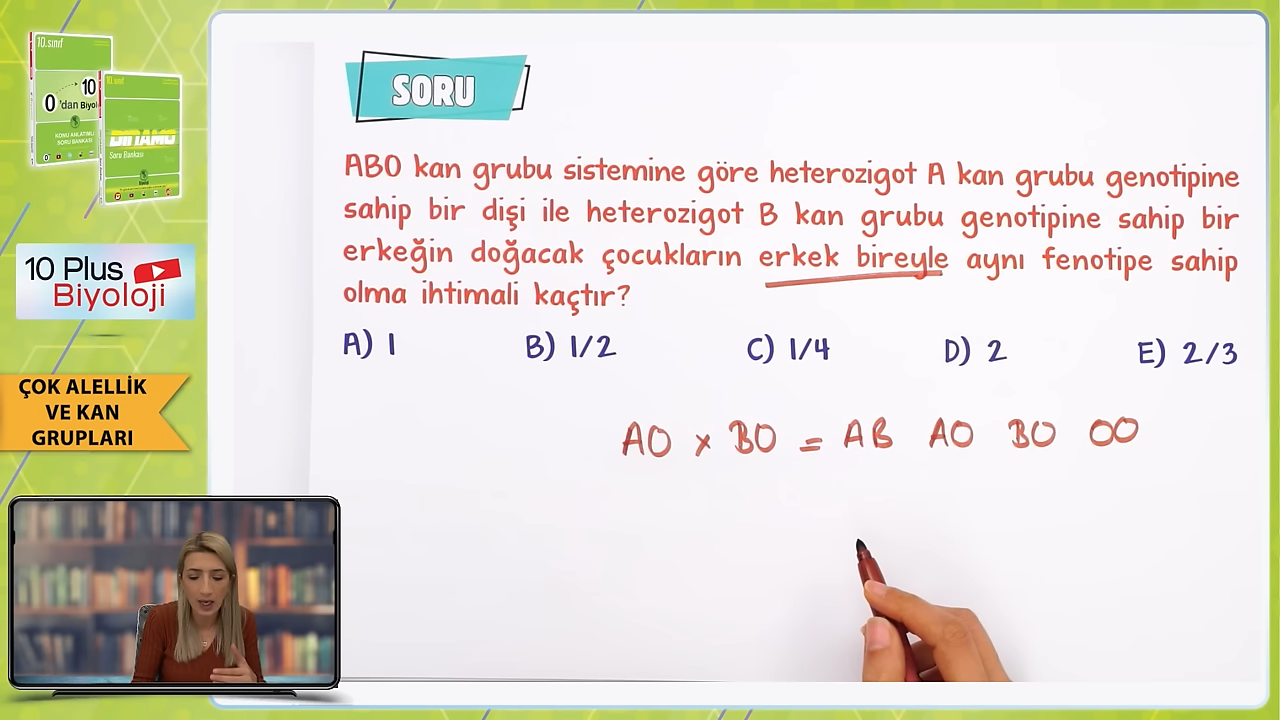 10.sınıf
0'dan 10
Biyol
KONU ANLATIMLI
SORU BANKASI
10.sınıf
DİNAMO
Soru Bankası
10 Plus
Biyoloji
ÇOK ALELLİK
VE KAN
GRUPLARI
SORU
ABO kan grubu sistemine göre heterozigot A kan grubu genotipine
sahip bir dişi ile heterozigot B kan grubu genotipine sahip bir
erkeğin doğacak çocukların erkek bireyle aynı fenotipe sahip
olma ihtimali kaçtır?
A) 1 B) 1/2 C) 1/4 D) 2 E) 2/3
AO x BO = AB AO BO OO